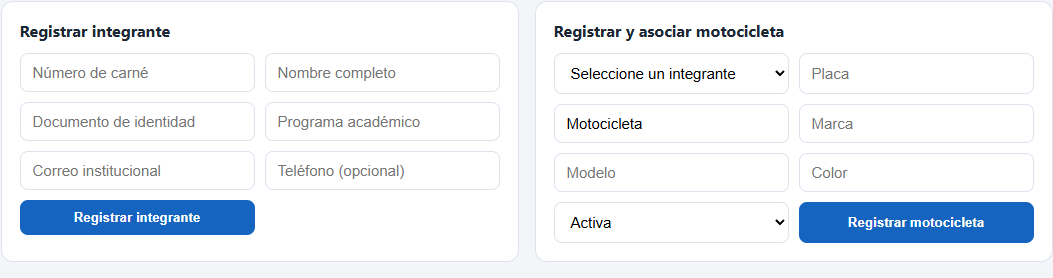 Registrar integrante
Número de carné
Nombre completo
Documento de identidad
Programa académico
Correo institucional
Teléfono (opcional)
Registrar integrante
Registrar y asociar motocicleta
Seleccione un integrante
Placa
Motocicleta
Marca
Modelo
Color
Activa
Registrar motocicleta